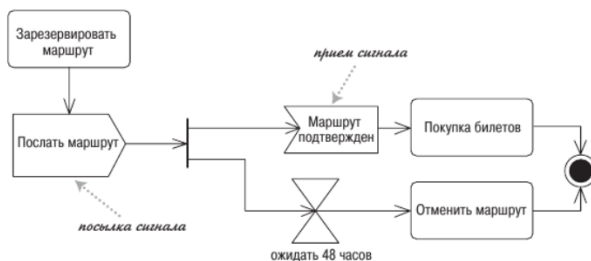 Зарезервировать
маршрут
прием сигнала
Послать маршрут
Маршрут
подтвержден
Покупка билетов
посылка сигнала
Отменить маршрут
ожидать 48 часов